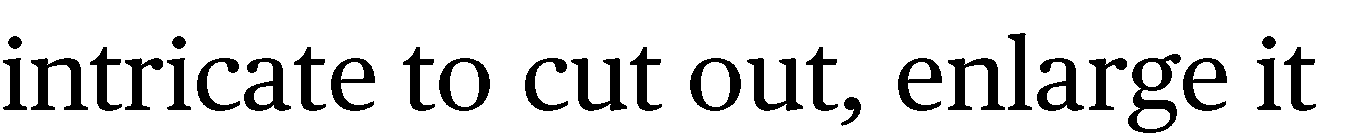 intricate to cut out, enlarge it